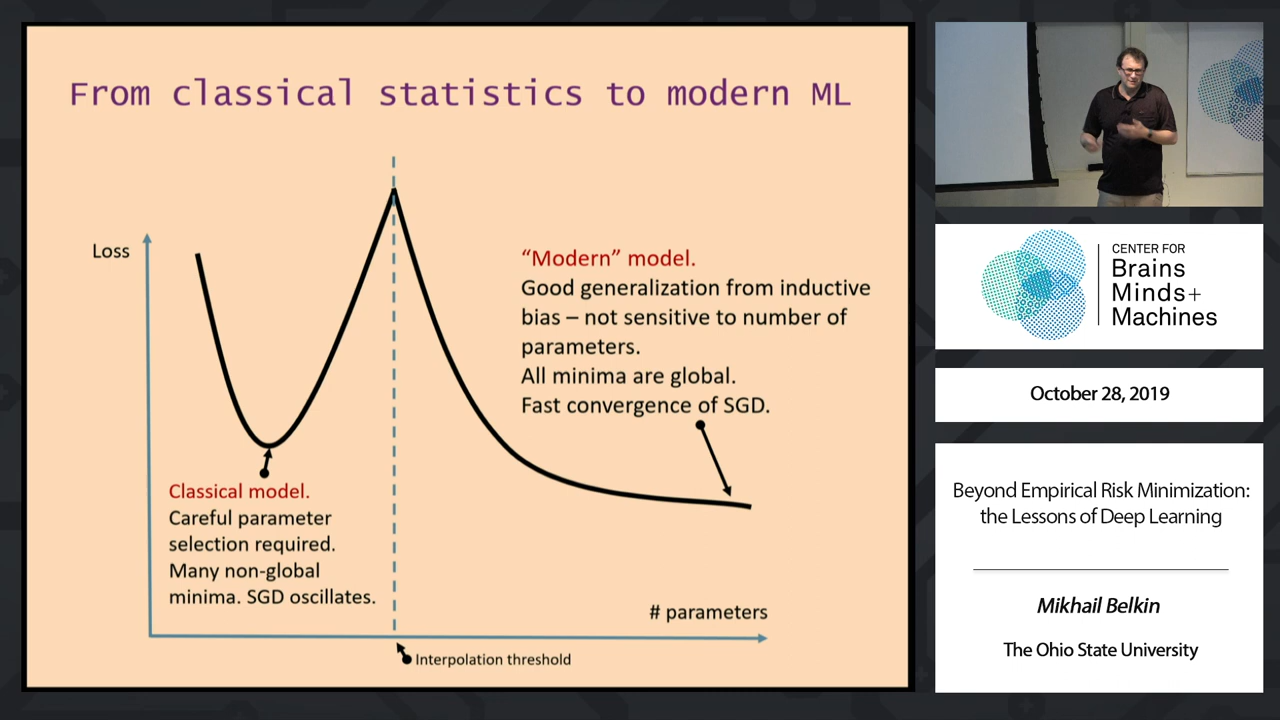 From classical statistics to modern ML
Loss
"Modern" model.
Good generalization from inductive
bias – not sensitive to number of
parameters.
All minima are global.
Fast convergence of SGD.
Classical model.
Careful parameter
selection required.
Many non-global
minima. SGD oscillates.
# parameters
Interpolation threshold
CENTER FOR
Brains
Minds+
Machines
October 28, 2019
Beyond Empirical Risk Minimization:
the Lessons of Deep Learning
Mikhail Belkin
The Ohio State University